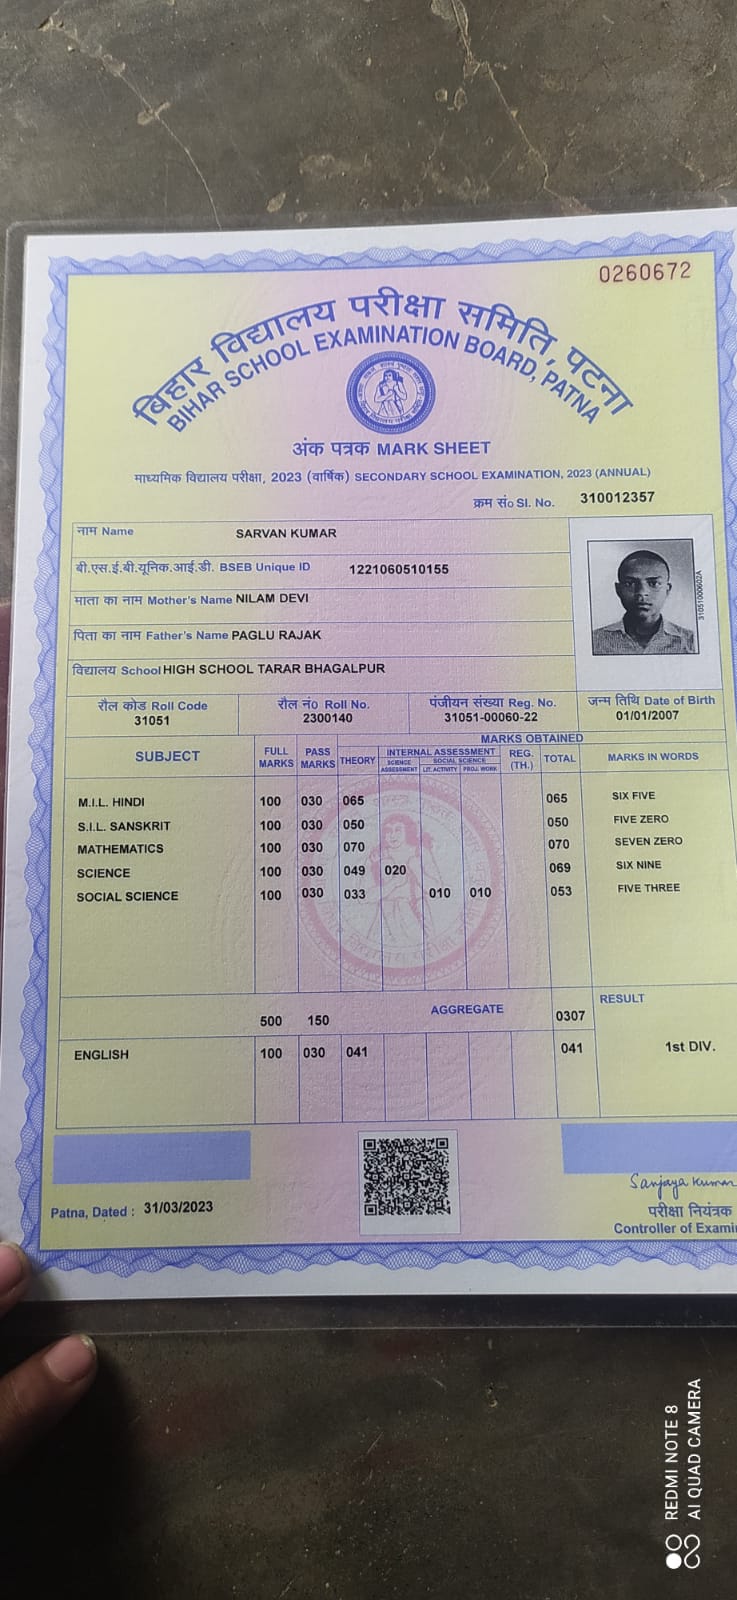 0260672
बिहार विद्यालय परीक्षा समिति, पटना
BIHAR SCHOOL EXAMINATION BOARD, PATNA
अंक पत्रक MARK SHEET
माध्यमिक विद्यालय परीक्षा, 2023 (वार्षिक) SECONDARY SCHOOL EXAMINATION, 2023 (ANNUAL)
क्रम सं० Sl. No. 310012357
नाम Name SARVAN KUMAR
बी.एस.ई.बी.यूनिक.आई.डी. BSEB Unique ID 1221060510155
माता का नाम Mother's Name NILAM DEVI
पिता का नाम Father's Name PAGLU RAJAK
विद्यालय School HIGH SCHOOL TARAR BHAGALPUR
31051000602A
रौल कोड Roll Code रौल नं० Roll No. पंजीयन संख्या Reg. No. जन्म तिथि Date of Birth
31051 2300140 31051-00060-22 01/01/2007
MARKS OBTAINED
SUBJECT FULL MARKS PASS MARKS THEORY INTERNAL ASSESSMENT REG. (TH.) TOTAL MARKS IN WORDS
SCIENCE ASSESSMENT SOCIAL SCIENCE LIT. ACTIVITY PROJ. WORK
M.I.L. HINDI 100 030 065 065 SIX FIVE
S.I.L. SANSKRIT 100 030 050 050 FIVE ZERO
MATHEMATICS 100 030 070 070 SEVEN ZERO
SCIENCE 100 030 049 020 069 SIX NINE
SOCIAL SCIENCE 100 030 033 010 010 053 FIVE THREE
500 150 AGGREGATE 0307 RESULT
ENGLISH 100 030 041 041 1st DIV.
Patna, Dated : 31/03/2023
Sanjaya Kumar
परीक्षा नियंत्रक
Controller of Exami
REDMI NOTE 8
AI QUAD CAMERA